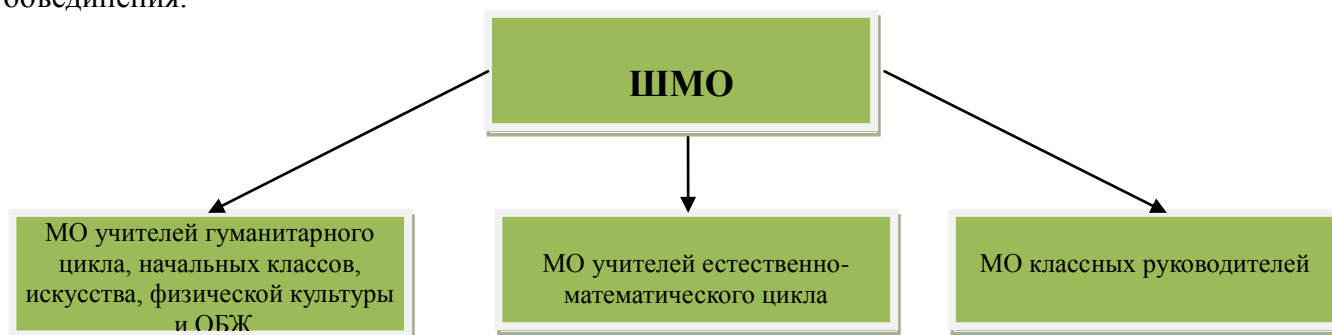 объединения:
ШМО
МО учителей гуманитарного
цикла, начальных классов,
искусства, физической культуры
и ОБЖ
МО учителей естественно-
математического цикла
МО классных руководителей